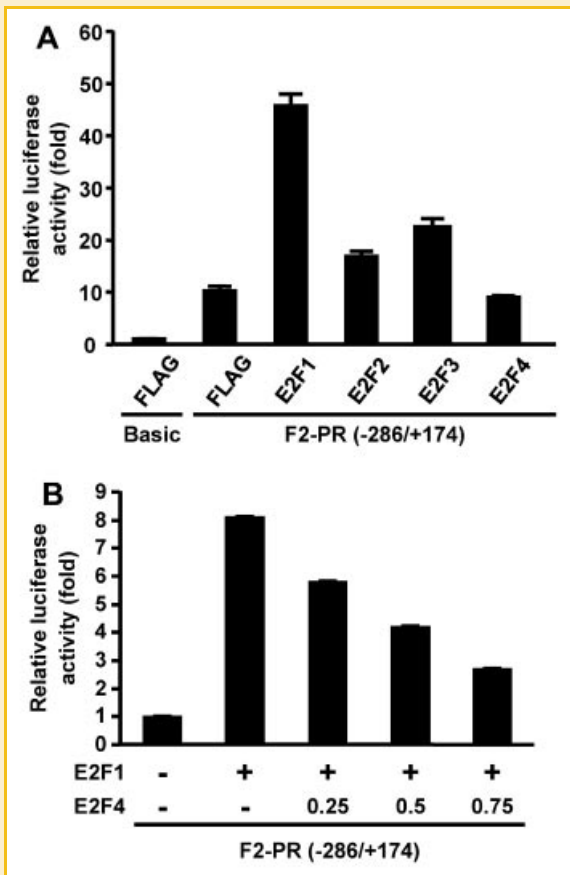 A
Relative luciferase
activity (fold)
60
50
40
30
20
10
0
FLAG FLAG E2F1 E2F2 E2F3 E2F4
Basic F2-PR (-286/+174)
B
Relative luciferase
activity (fold)
9
8
7
6
5
4
3
2
1
0
E2F1 - + + + +
E2F4 - - 0.25 0.5 0.75
F2-PR (-286/+174)